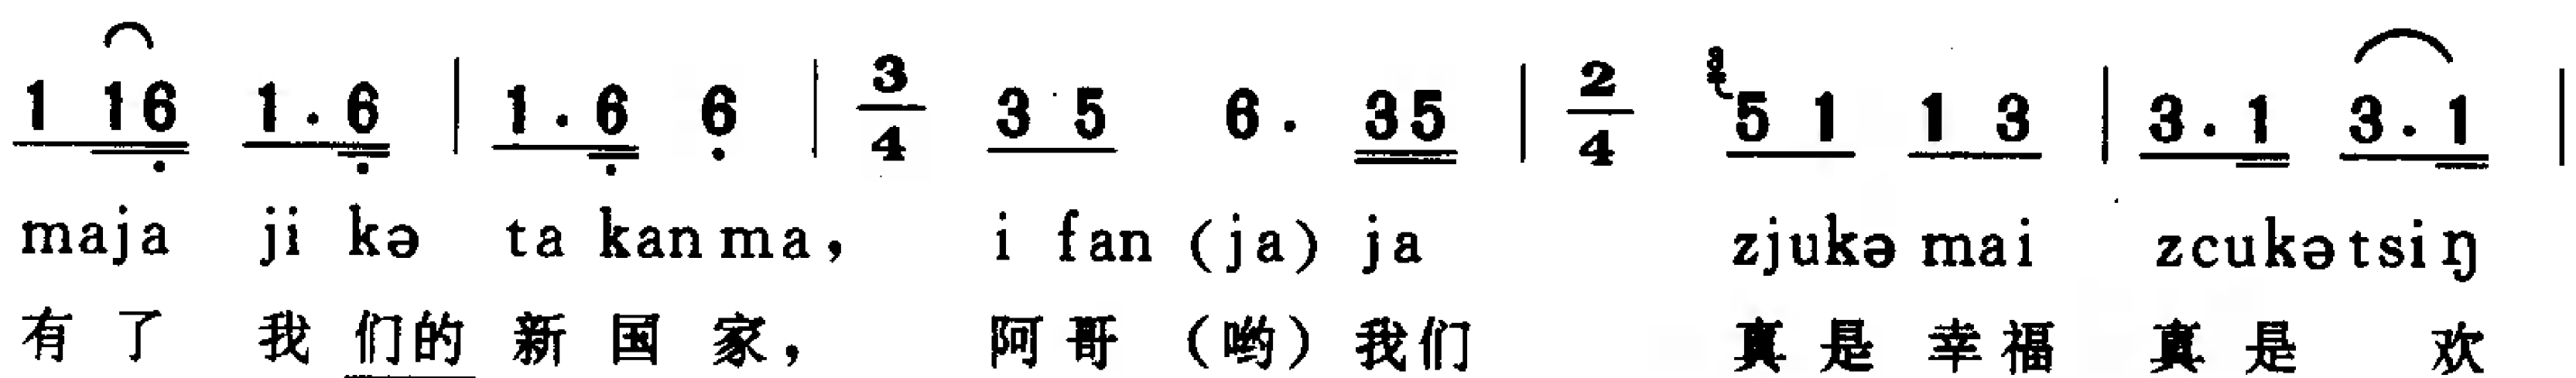 1 16 1·6 | 1·6 6 | 3/4 3 5 6· 35 | 2/4 3 5 1 1 3 | 3·1 3·1 |
maja ji kə ta kan ma, i fan (ja) ja zjukə mai zcukətsiŋ
有了 我们的 新国家, 阿哥(哟)我们 真是幸福 真是 欢